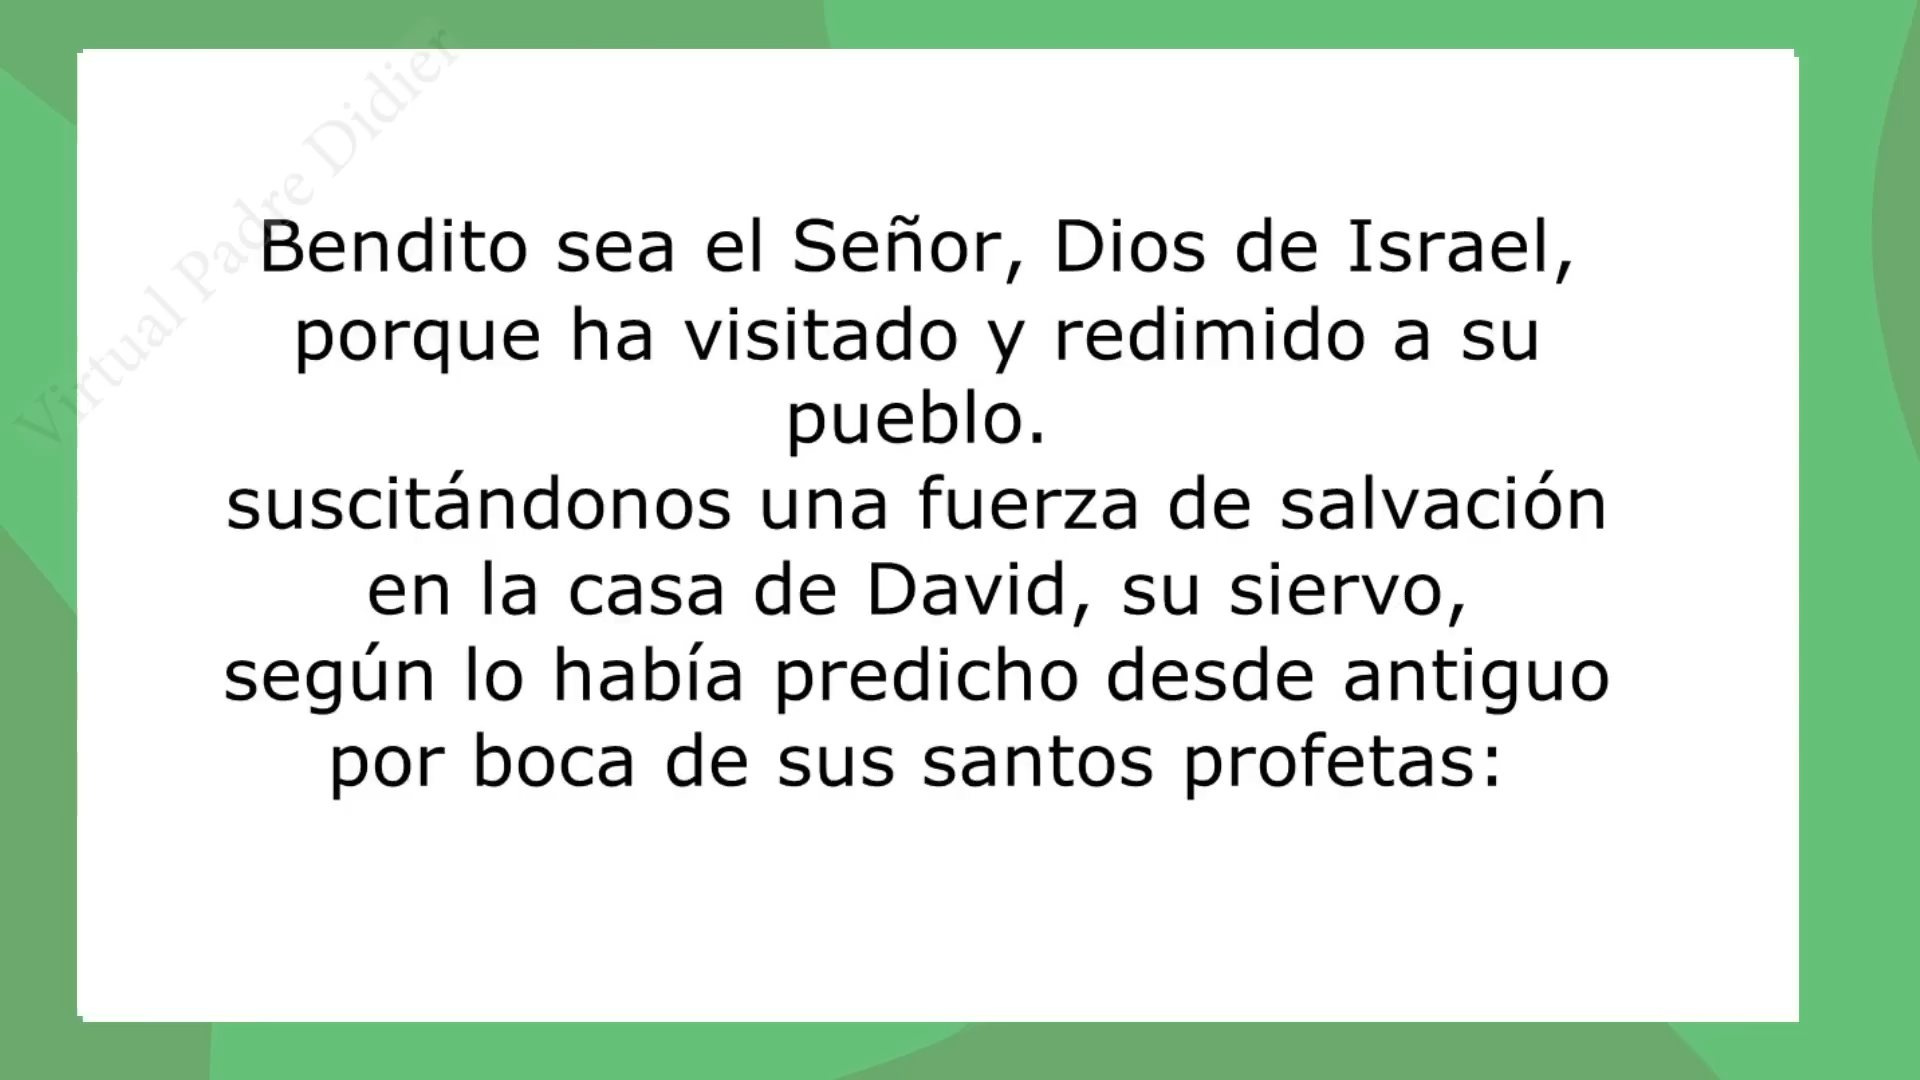 Virtual Padre Didier
Bendito sea el Señor, Dios de Israel,
porque ha visitado y redimido a su
pueblo.
suscitándonos una fuerza de salvación
en la casa de David, su siervo,
según lo había predicho desde antiguo
por boca de sus santos profetas: